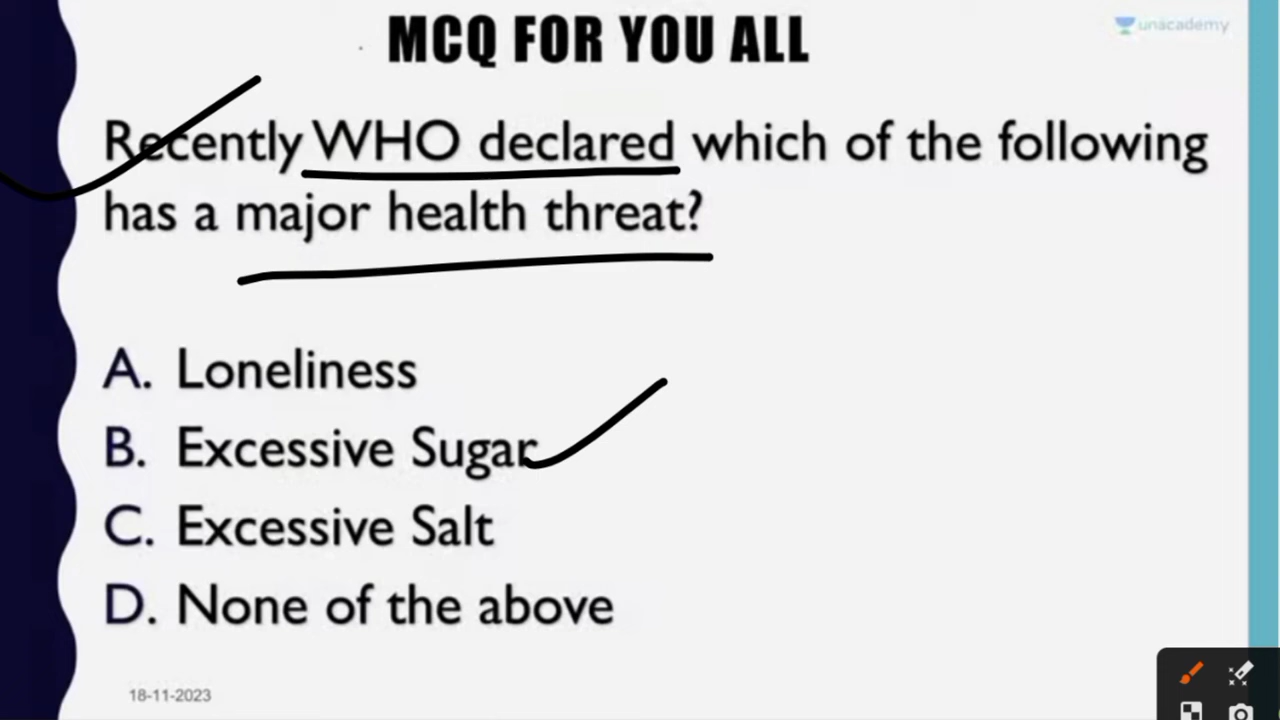 MCQ FOR YOU ALL
unacademy
Recently WHO declared which of the following
has a major health threat?
A. Loneliness
B. Excessive Sugar
C. Excessive Salt
D. None of the above
18-11-2023